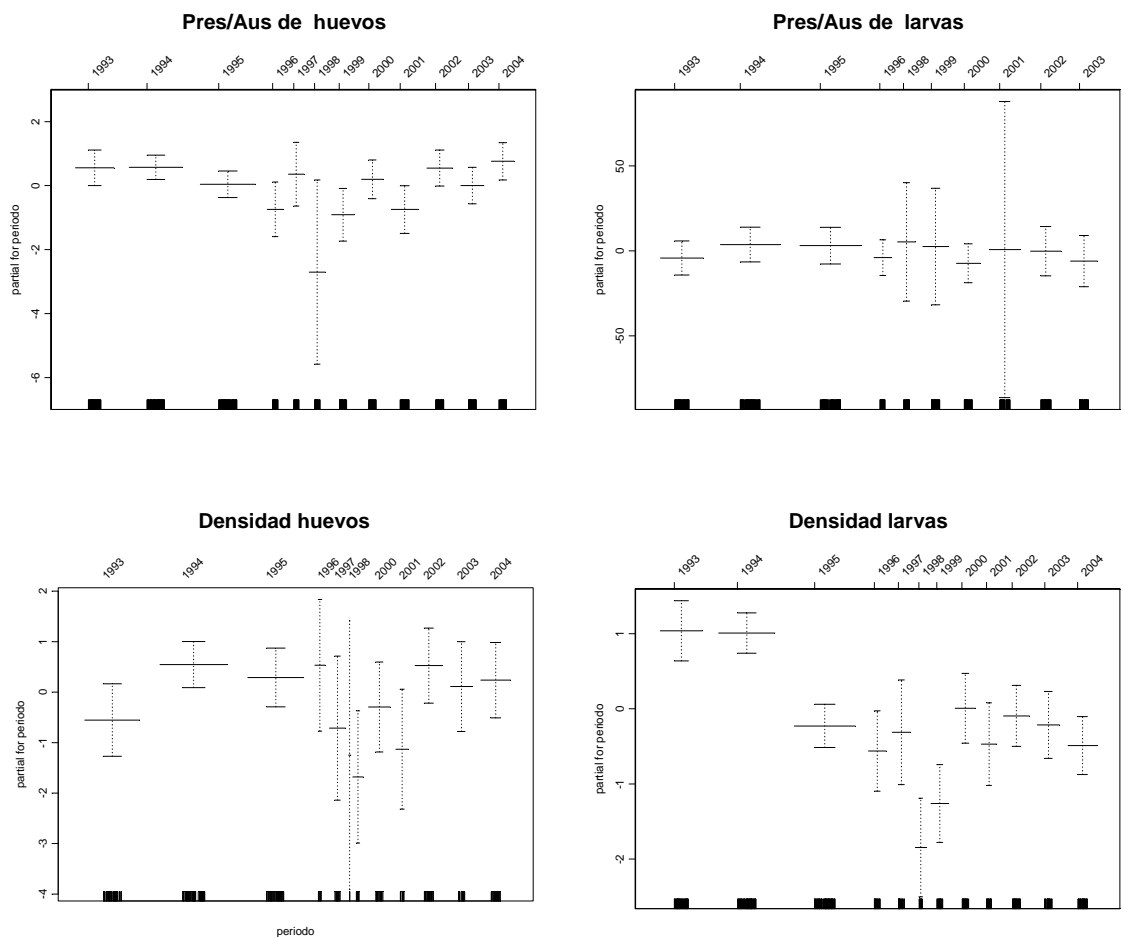 Pres/Aus de huevos
1993 1994 1995 1996 1997 1998 1999 2000 2001 2002 2003 2004
partial for periodo
2
0
-2
-4
-6
Pres/Aus de larvas
1993 1994 1995 1996 1998 1999 2000 2001 2002 2003
partial for periodo
50
0
-50
Densidad huevos
1993 1994 1995 1996 1997 1998 2000 2001 2002 2003 2004
partial for periodo
2
1
0
-1
-2
-3
-4
periodo
Densidad larvas
1993 1994 1995 1996 1997 1998 1999 2000 2001 2002 2003 2004
partial for periodo
1
0
-1
-2